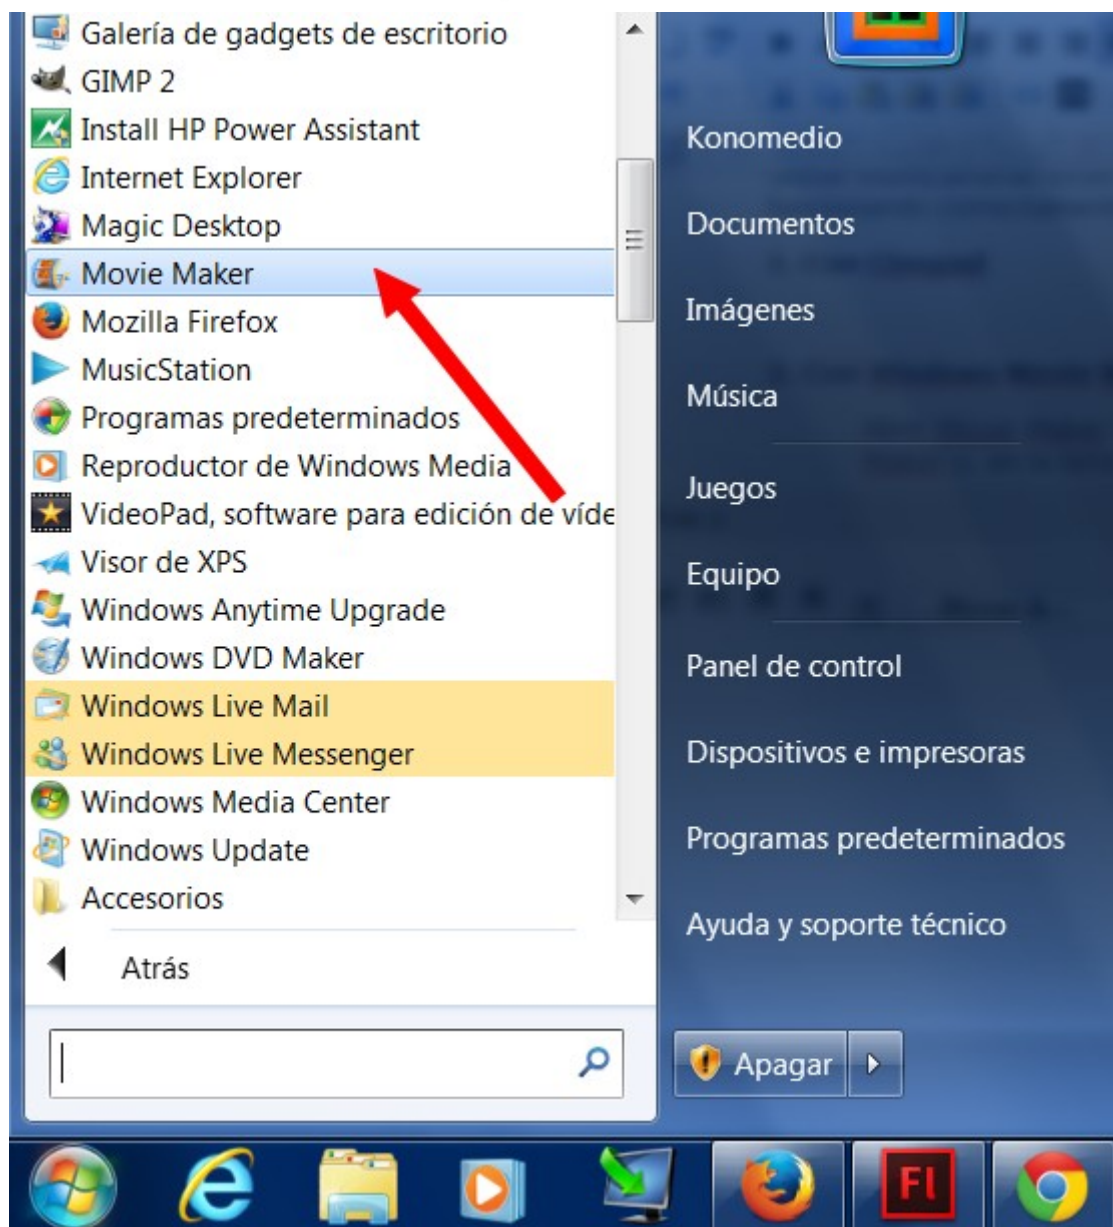 Galería de gadgets de escritorio
GIMP 2
Install HP Power Assistant
Internet Explorer
Magic Desktop
Movie Maker
Mozilla Firefox
MusicStation
Programas predeterminados
Reproductor de Windows Media
VideoPad, software para edición de víde
Visor de XPS
Windows Anytime Upgrade
Windows DVD Maker
Windows Live Mail
Windows Live Messenger
Windows Media Center
Windows Update
Accesorios
Atrás
Konomedio
Documentos
Imágenes
Música
Juegos
Equipo
Panel de control
Dispositivos e impresoras
Programas predeterminados
Ayuda y soporte técnico
Apagar
Fl